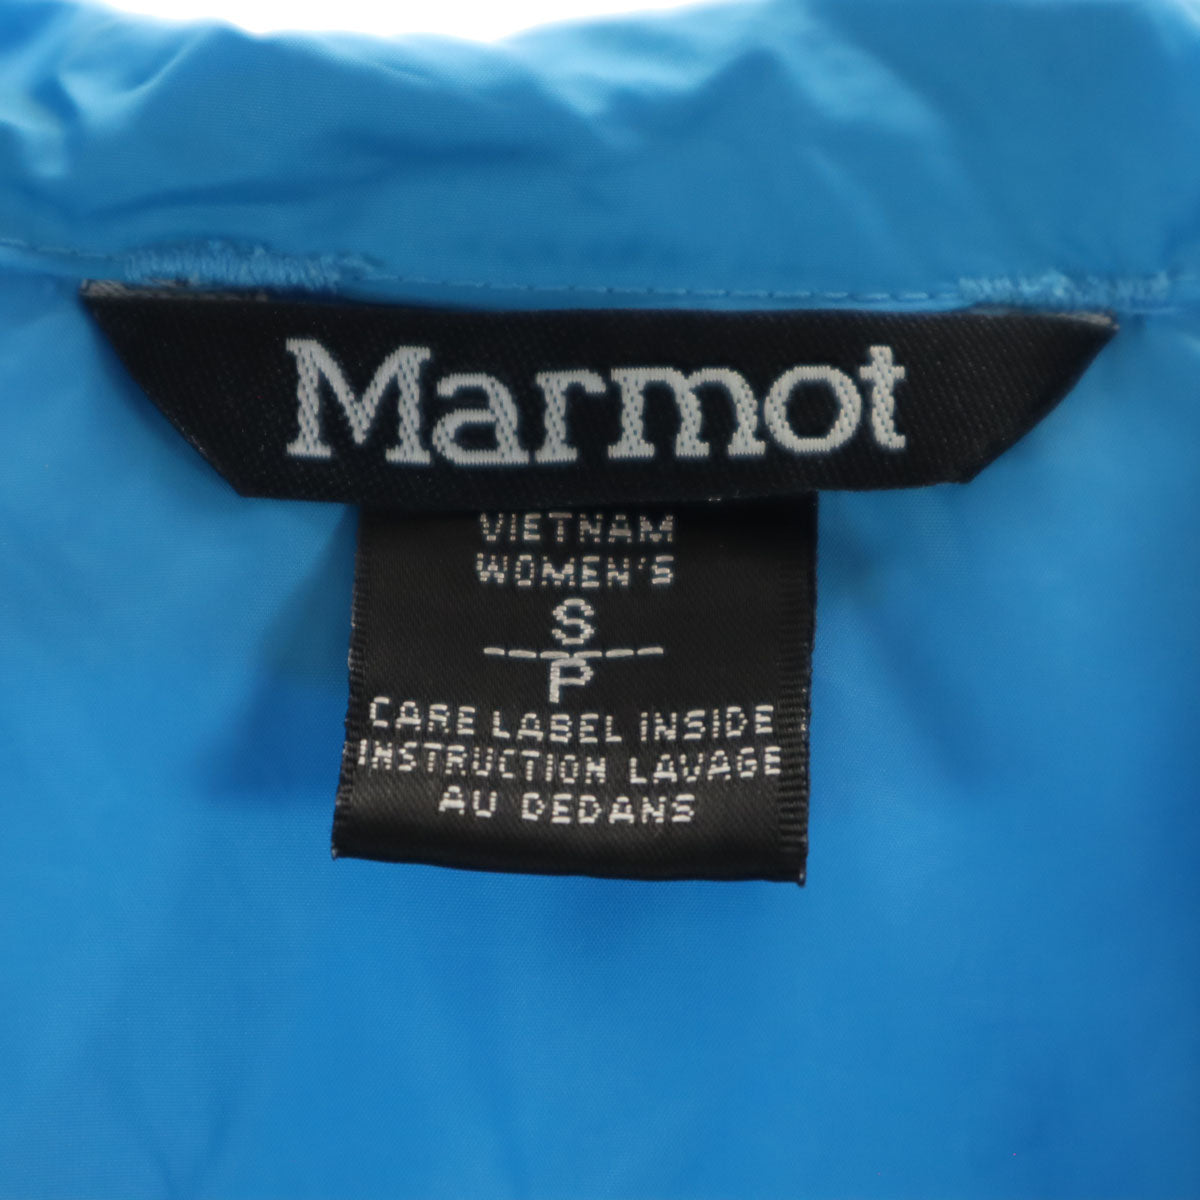 Marmot
VIETNAM
WOMEN'S
S
P
CARE LABEL INSIDE
INSTRUCTION LAVAGE
AU DEDANS